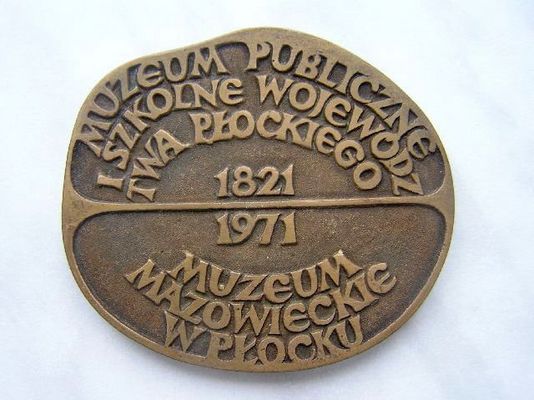 MUZEUM PUBLICZNE
I SZKOLNE WOJEWÓDZ
TWA PŁOCKIEGO
1821
1971
MUZEUM
MAZOWIECKIE
W PŁOCKU